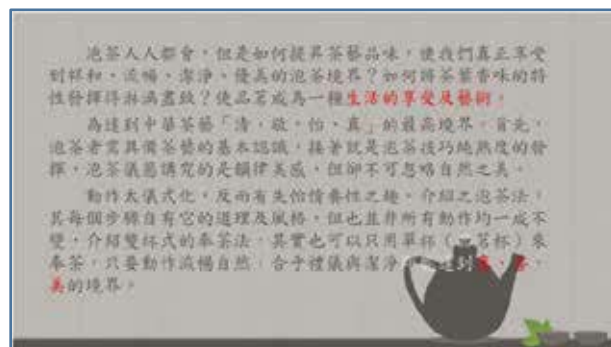 泡茶人人都會，但是如何提昇茶藝品味，使我們真正享受
到祥和、流暢、潔淨、優美的泡茶境界？如何將茶葉香味的特
性發揮得淋漓盡致？使品茗成為一種生活的享受及藝術。
為達到中華茶藝「清、敬、怡、真」的最高境界。首先，
泡茶者需具備茶藝的基本認識，接著就是泡茶技巧純熟度的發
揮，泡茶儀態講究的是韻律美感，但卻不可忽略自然之美。
動作太儀式化，反而有失怡情養性之趣。介紹之泡茶法，
其每個步驟自有它的道理及風格，但也並非所有動作均一成不
變，介紹雙杯式的奉茶法，其實也可以只用單杯（茗杯）來
奉茶，只要動作流暢自然，合乎禮儀與潔淨達到、善、
美的境界。